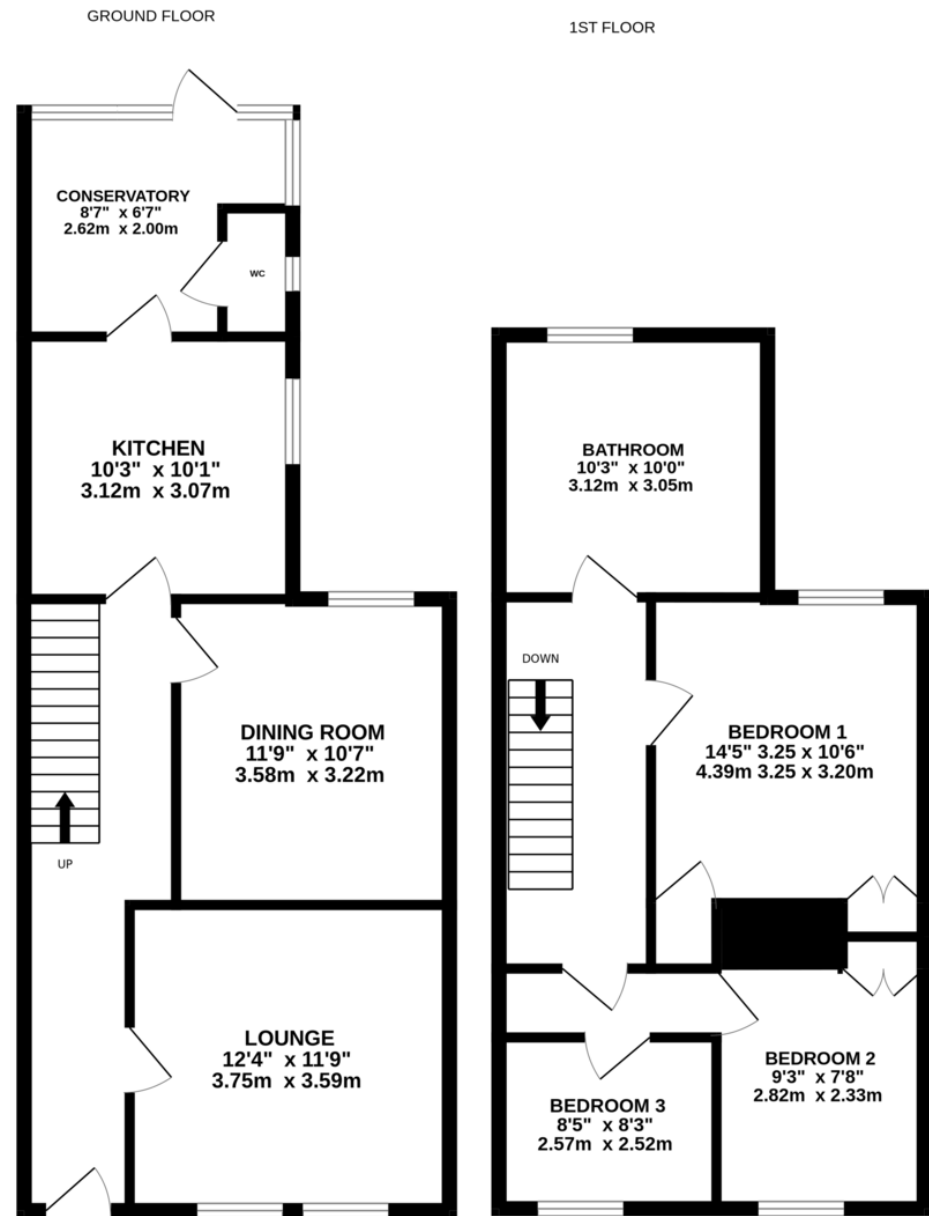 GROUND FLOOR
CONSERVATORY
8'7" x 6'7"
2.62m x 2.00m
WC
KITCHEN
10'3" x 10'1"
3.12m x 3.07m
DINING ROOM
11'9" x 10'7"
3.58m x 3.22m
UP
LOUNGE
12'4" x 11'9"
3.75m x 3.59m
1ST FLOOR
BATHROOM
10'3" x 10'0"
3.12m x 3.05m
DOWN
BEDROOM 1
14'5" 3.25 x 10'6"
4.39m 3.25 x 3.20m
BEDROOM 2
9'3" x 7'8"
2.82m x 2.33m
BEDROOM 3
8'5" x 8'3"
2.57m x 2.52m